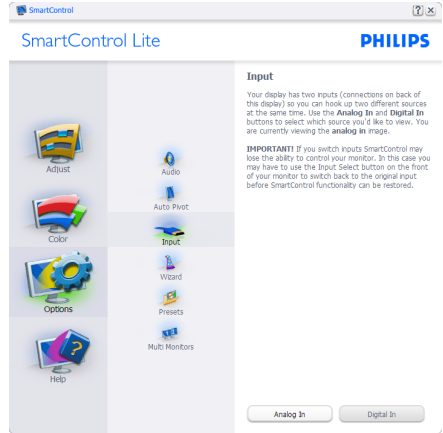 SmartControl
SmartControl Lite
PHILIPS
Adjust
Color
Options
Help
Audio
Auto Pivot
Input
Wizard
Presets
Multi Monitors
Input
Your display has two inputs (connections on back of
this display) so you can hook up two different sources
at the same time. Use the Analog In and Digital In
buttons to select which source you'd like to view. You
are currently viewing the analog in image.
IMPORTANT! If you switch inputs SmartControl may
lose the ability to control your monitor. In this case you
may have to use the Input Select button on the front
of your monitor to switch back to the original input
before SmartControl functionality can be restored.
Analog In
Digital In